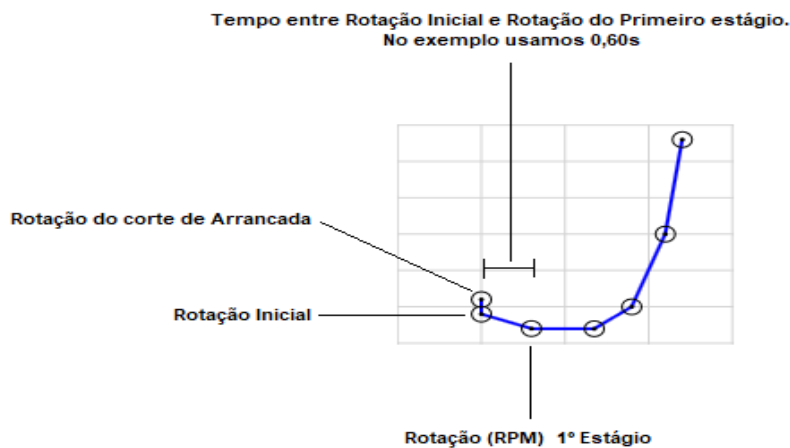 Tempo entre Rotação Inicial e Rotação do Primeiro estágio.
No exemplo usamos 0,60s
Rotação do corte de Arrancada
Rotação Inicial
Rotação (RPM) 1º Estágio